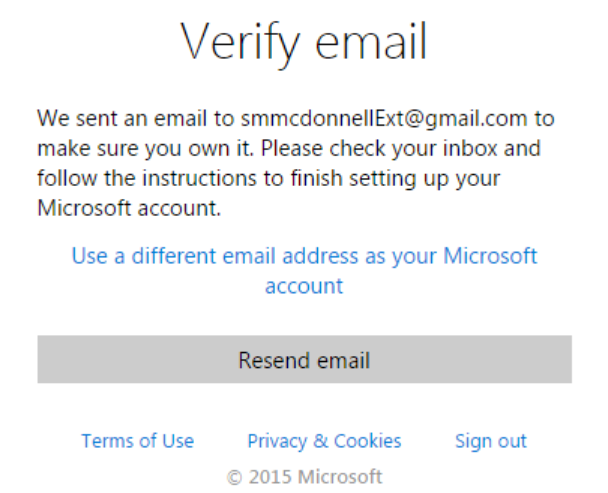 Verify email
We sent an email to smmcdonnellExt@gmail.com to
make sure you own it. Please check your inbox and
follow the instructions to finish setting up your
Microsoft account.
Use a different email address as your Microsoft
account
Resend email
Terms of Use Privacy & Cookies Sign out
© 2015 Microsoft